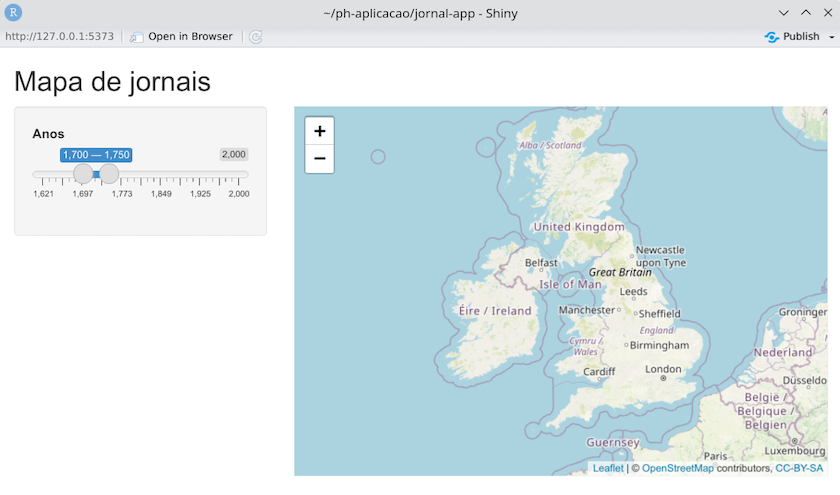 R
~/ph-aplicacao/jornal-app - Shiny
http://127.0.0.1:5373 Open in Browser Publish
Mapa de jornais
Anos
1,700 — 1,750
2,000
1,621 1,697 1,773 1,849 1,925 2,000
+
−
Alba / Scotland
United Kingdom
Newcastle
upon Tyne
Belfast
Great Britain
Isle of Man
Leeds
Éire / Ireland
Manchester
Sheffield
England
Groninger
Cymru /
Wales
Birmingham
Nederland
Cardiff
London
Düsseldo
België /
Belgique /
Belgien
Guernsey
Luxembourg
Paris
Leaflet | © OpenStreetMap contributors, CC-BY-SA